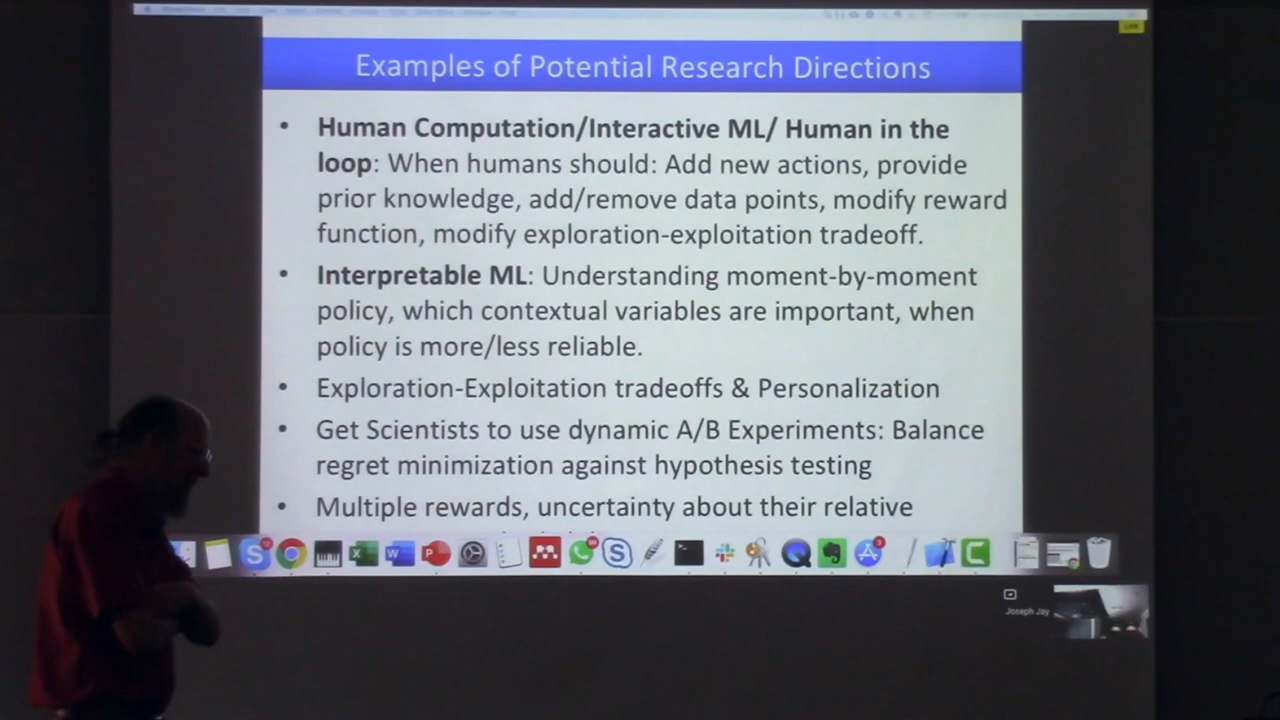 Examples of Potential Research Directions
• Human Computation/Interactive ML/ Human in the
loop: When humans should: Add new actions, provide
prior knowledge, add/remove data points, modify reward
function, modify exploration-exploitation tradeoff.
• Interpretable ML: Understanding moment-by-moment
policy, which contextual variables are important, when
policy is more/less reliable.
• Exploration-Exploitation tradeoffs & Personalization
• Get Scientists to use dynamic A/B Experiments: Balance
regret minimization against hypothesis testing
• Multiple rewards, uncertainty about their relative
Joseph Jay